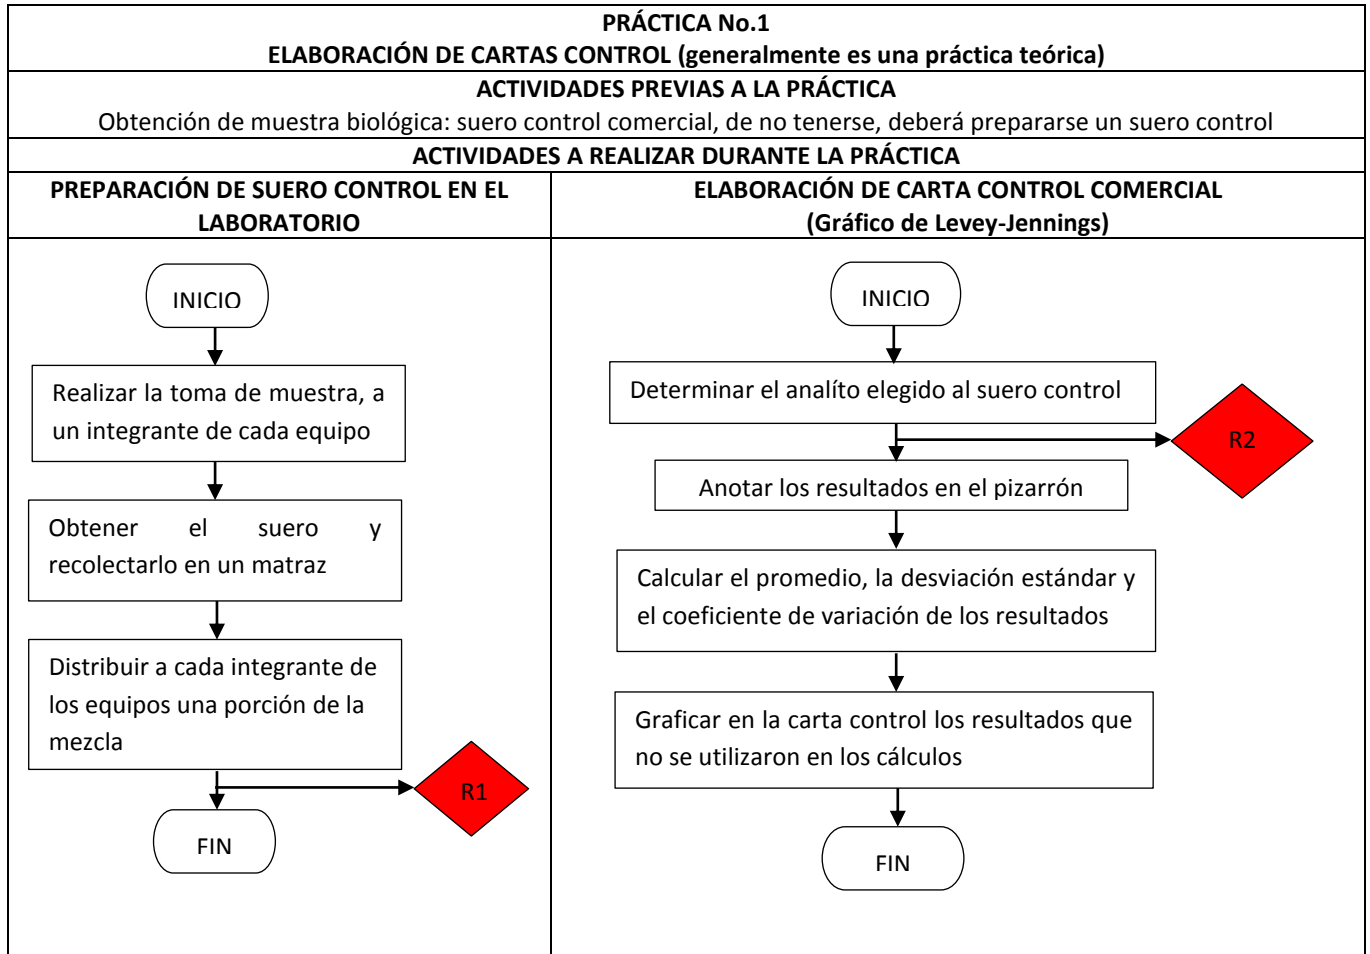 PRÁCTICA No.1
ELABORACIÓN DE CARTAS CONTROL (generalmente es una práctica teórica)
ACTIVIDADES PREVIAS A LA PRÁCTICA
Obtención de muestra biológica: suero control comercial, de no tenerse, deberá prepararse un suero control
ACTIVIDADES A REALIZAR DURANTE LA PRÁCTICA
PREPARACIÓN DE SUERO CONTROL EN EL
LABORATORIO
INICIO
Realizar la toma de muestra, a
un integrante de cada equipo
Obtener el suero y
recolectarlo en un matraz
Distribuir a cada integrante de
los equipos una porción de la
mezcla
R1
FIN
ELABORACIÓN DE CARTA CONTROL COMERCIAL
(Gráfico de Levey-Jennings)
INICIO
Determinar el analíto elegido al suero control
R2
Anotar los resultados en el pizarrón
Calcular el promedio, la desviación estándar y
el coeficiente de variación de los resultados
Graficar en la carta control los resultados que
no se utilizaron en los cálculos
FIN